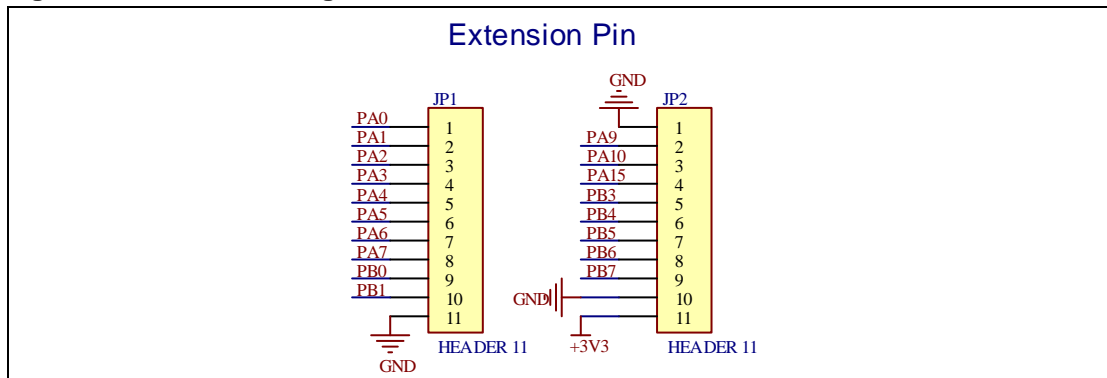 Extension Pin
JP1
PA0 1
PA1 2
PA2 3
PA3 4
PA4 5
PA5 6
PA6 7
PA7 8
PB0 9
PB1 10
11
GND
HEADER 11
GND
JP2
1
PA9 2
PA10 3
PA15 4
PB3 5
PB4 6
PB5 7
PB6 8
PB7 9
GND 10
11
+3V3
HEADER 11